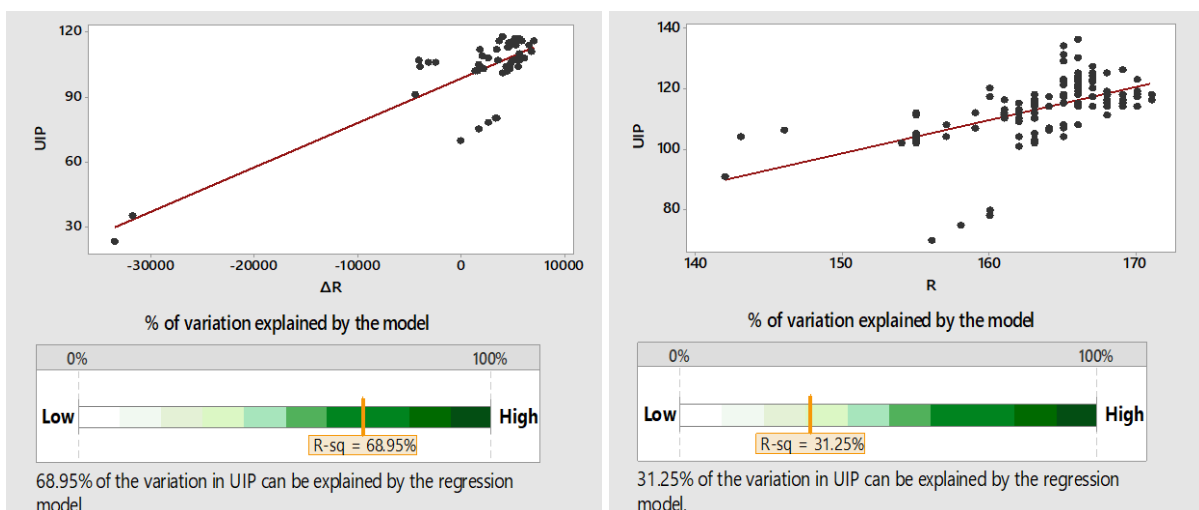 120
90
60
30
UIP
-30000 -20000 -10000 0 10000
ΔR
% of variation explained by the model
0% 100%
Low High
R-sq = 68.95%
68.95% of the variation in UIP can be explained by the regression
model
140
120
100
80
UIP
140 150 160 170
R
% of variation explained by the model
0% 100%
Low High
R-sq = 31.25%
31.25% of the variation in UIP can be explained by the regression
model.